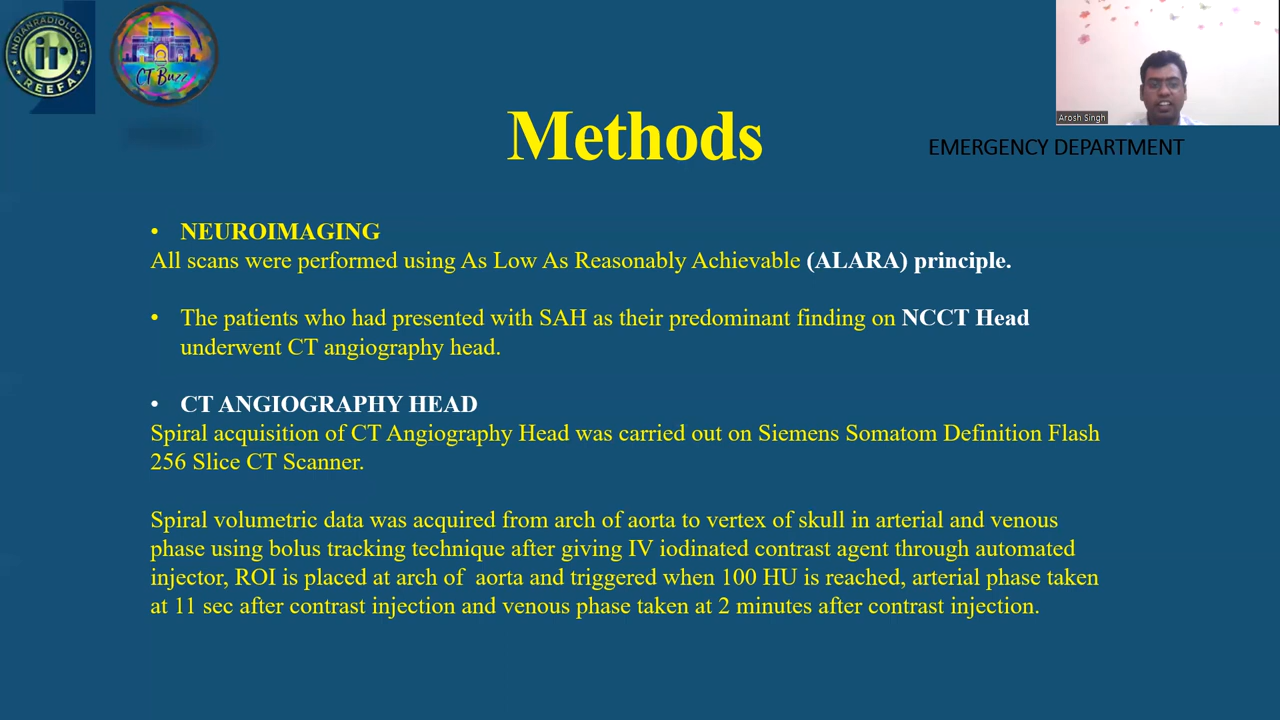 INDIANRADIOLOGIST
ir
REEFA
CT Buzz
Arosh Singh
Methods
EMERGENCY DEPARTMENT
• NEUROIMAGING
All scans were performed using As Low As Reasonably Achievable (ALARA) principle.
• The patients who had presented with SAH as their predominant finding on NCCT Head
underwent CT angiography head.
• CT ANGIOGRAPHY HEAD
Spiral acquisition of CT Angiography Head was carried out on Siemens Somatom Definition Flash
256 Slice CT Scanner.
Spiral volumetric data was acquired from arch of aorta to vertex of skull in arterial and venous
phase using bolus tracking technique after giving IV iodinated contrast agent through automated
injector, ROI is placed at arch of aorta and triggered when 100 HU is reached, arterial phase taken
at 11 sec after contrast injection and venous phase taken at 2 minutes after contrast injection.